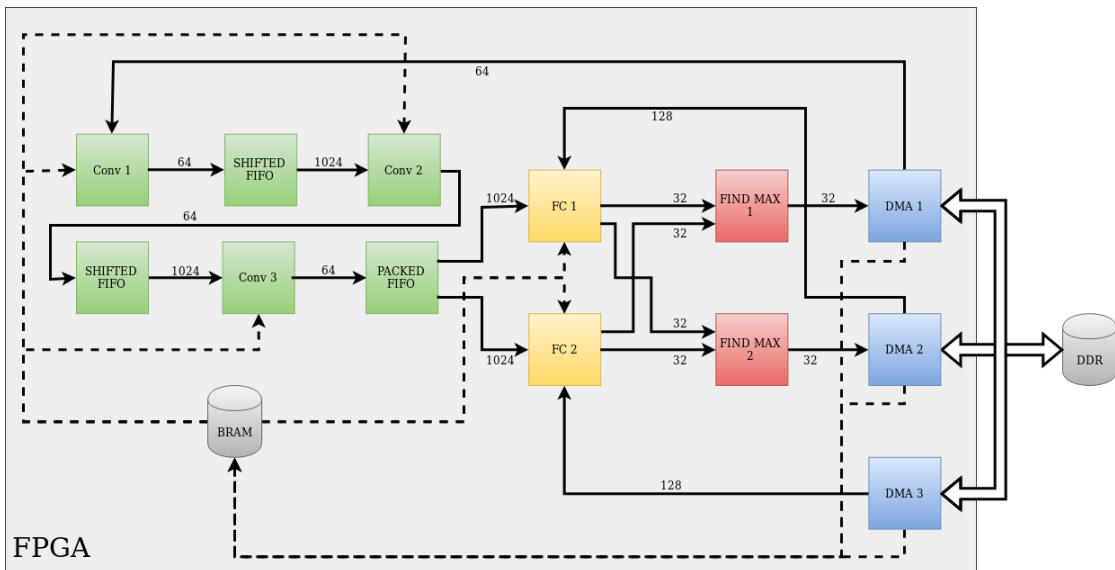 64
128
Conv 1
64
SHIFTED
FIFO
1024
Conv 2
FC 1
32
32
FIND MAX
1
32
DMA 1
64
1024
SHIFTED
FIFO
1024
Conv 3
64
PACKED
FIFO
1024
FC 2
32
32
FIND MAX
2
32
DMA 2
DDR
BRAM
128
DMA 3
FPGA